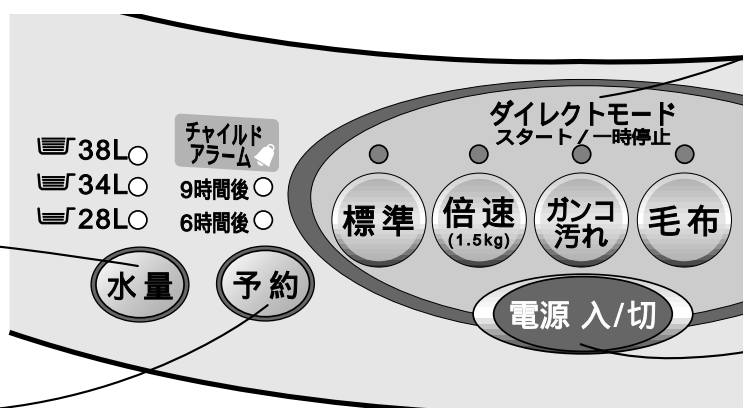 38L
34L
28L
水量
チャイルド
アラーム
9時間後
6時間後
予約
ダイレクトモード
スタート/一時停止
標準
倍速
(1.5kg)
ガンコ
汚れ
毛布
電源 入/切